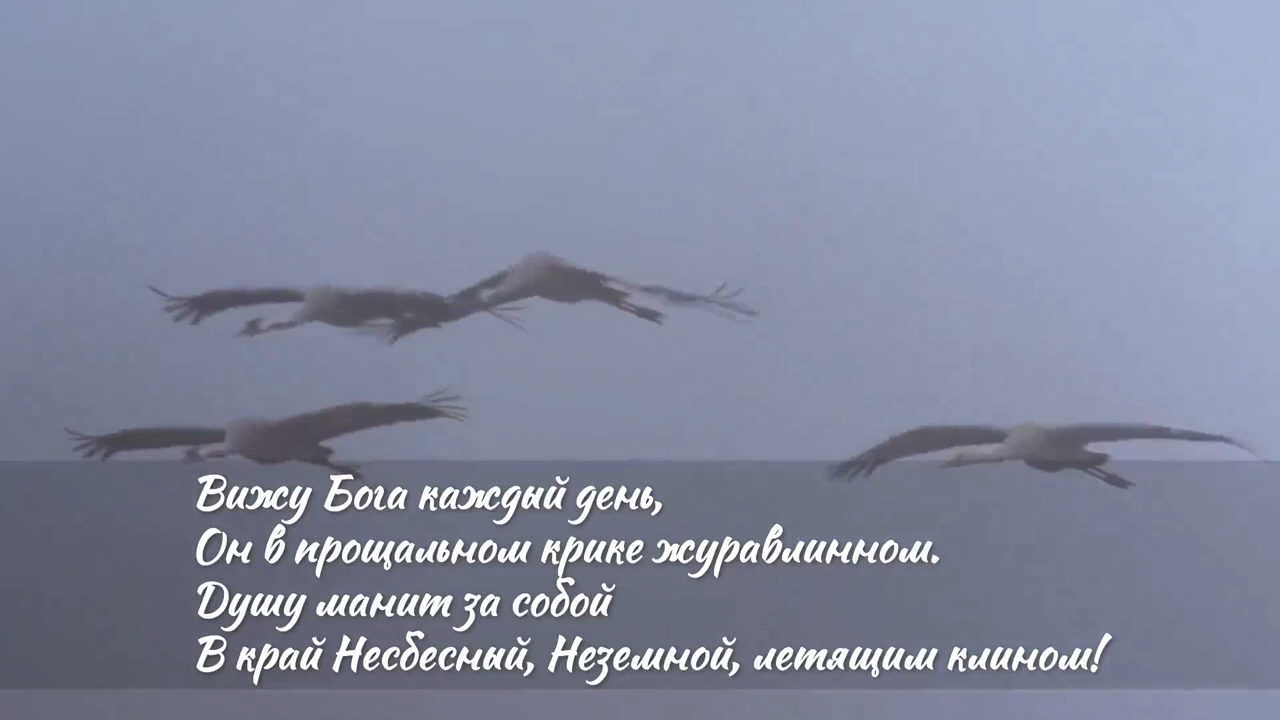 Вижу Бога каждый день,
Он в прощальном крике журавлинном.
Душу манит за собой
В край Несбесный, Неземной, летящим клином!